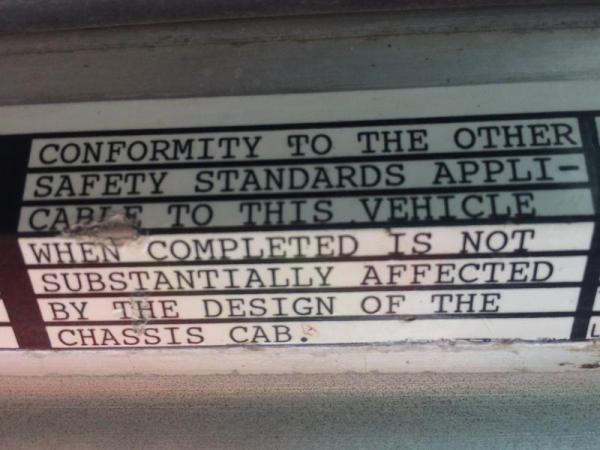 CONFORMITY TO THE OTHER
SAFETY STANDARDS APPLI-
CABLE TO THIS VEHICLE
WHEN COMPLETED IS NOT
SUBSTANTIALLY AFFECTED
BY THE DESIGN OF THE
CHASSIS CAB.